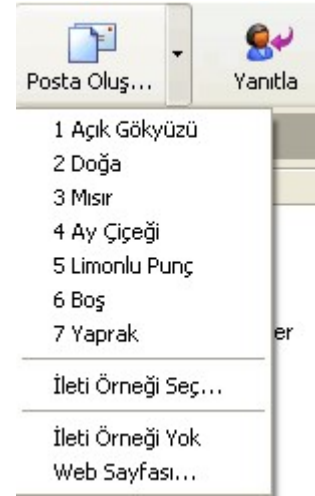 Posta Oluş...
Yanıtla
1 Açık Gökyüzü
2 Doğa
3 Mısır
4 Ay Çiçeği
5 Limonlu Punç
6 Boş
7 Yaprak
er
İleti Örneği Seç...
İleti Örneği Yok
Web Sayfası...